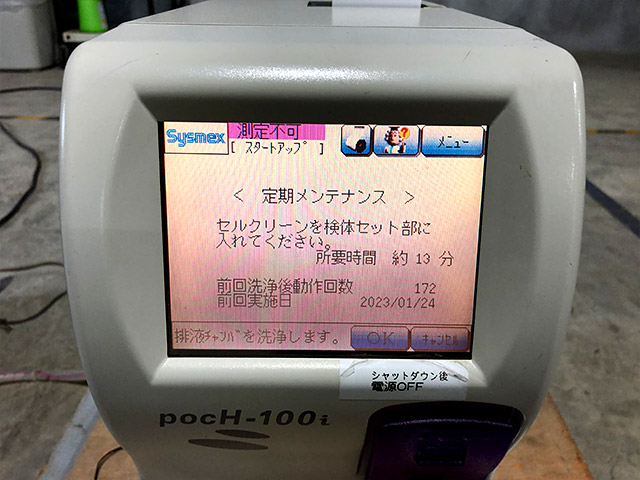 Sysmex
測定不可
[ スタートアップ ]
メニュー
< 定期メンテナンス >
セルクリーンを検体セット部に
入れてください。
所要時間 約 13 分
前回洗浄後動作回数 172
前回実施日 2023/01/24
排液チャンバを洗浄します。
OK
キャンセル
シャットダウン後
電源OFF
pocH-100i